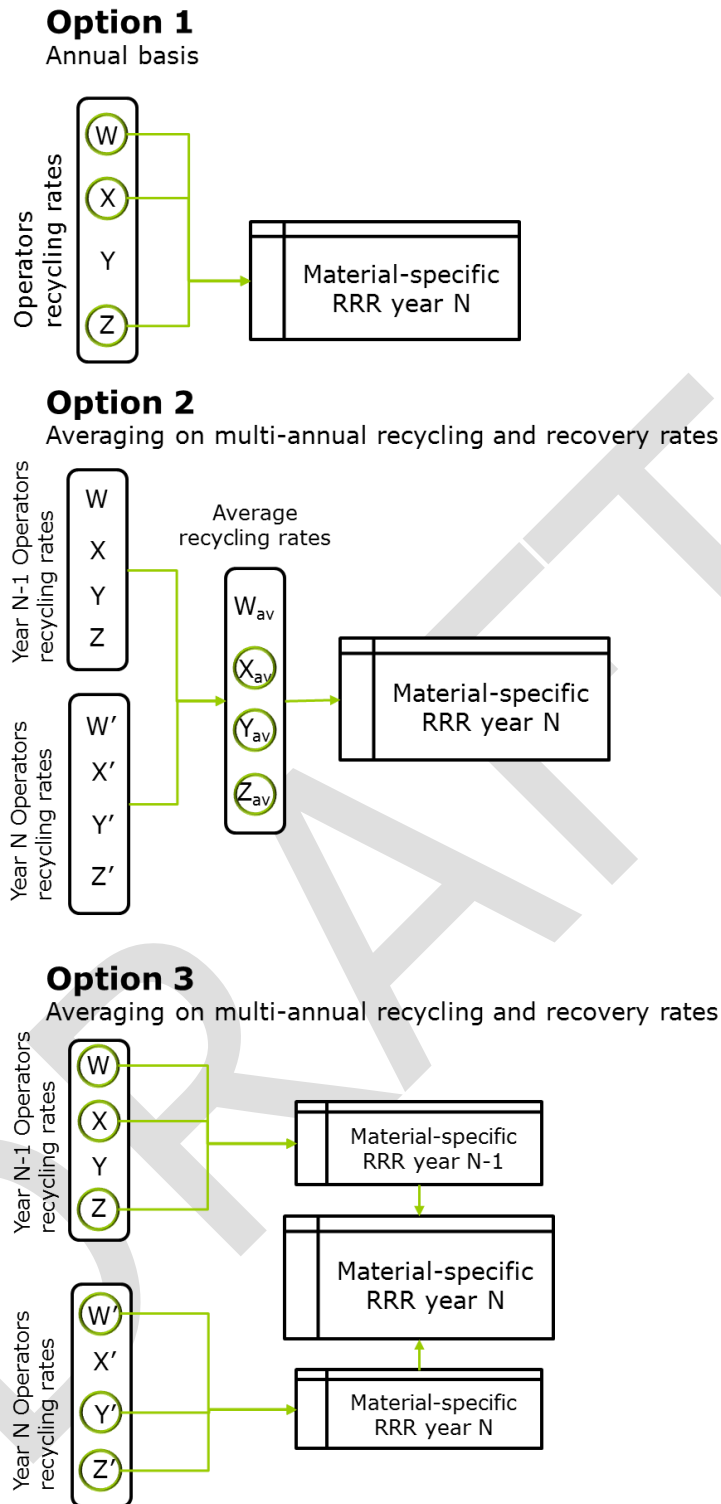 Option 1
Annual basis
Operators
recycling rates
W
X
Y
Z
Material-specific
RRR year N
Option 2
Averaging on multi-annual recycling and recovery rates
Year N-1 Operators
recycling rates
W
X
Y
Z
Year N Operators
recycling rates
W'
X'
Y'
Z'
Average
recycling rates
Wav
Xav
Yav
Zav
Material-specific
RRR year N
Option 3
Averaging on multi-annual recycling and recovery rates
Year N-1 Operators
recycling rates
W
X
Y
Z
Material-specific
RRR year N-1
Material-specific
RRR year N
Year N Operators
recycling rates
W'
X'
Y'
Z'
Material-specific
RRR year N
DRAFT